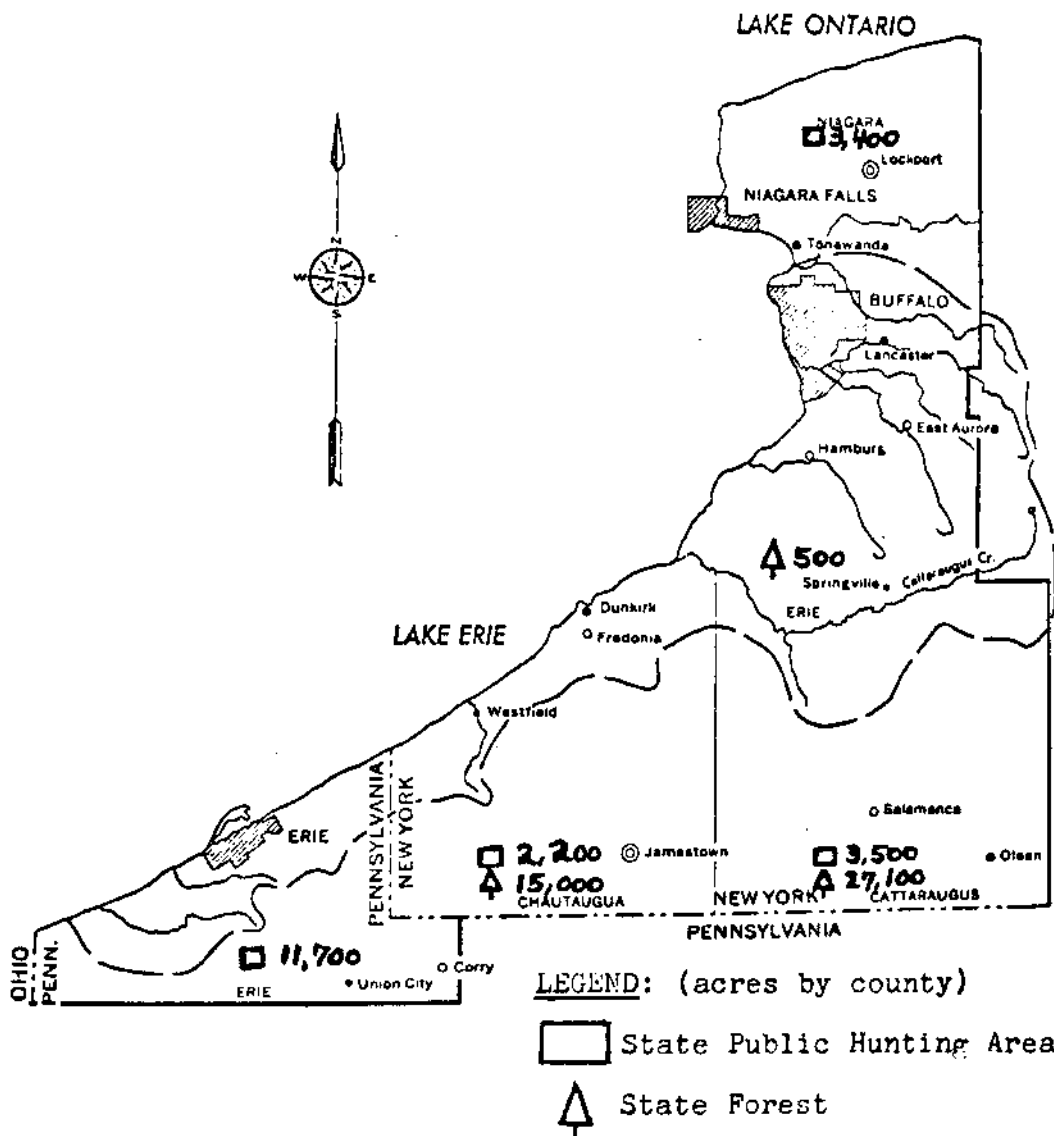 LAKE ONTARIO
NIAGARA
3,400
Lockport
NIAGARA FALLS
Tonawanda
N
W E
S
BUFFALO
Lancaster
East Aurora
Hamburg
500
Springville
Cattaraugus Cr.
ERIE
Dunkirk
LAKE ERIE
Fredonia
Westfield
PENNSYLVANIA
NEW YORK
Salamanca
ERIE
2,200
Jamestown
3,500
Olean
15,000
27,100
CHAUTAUGUA
NEW YORK
CATTARAUGUS
PENNSYLVANIA
11,700
Corry
OHIO
PENN.
ERIE
Union City
LEGEND: (acres by county)
State Public Hunting Area
State Forest